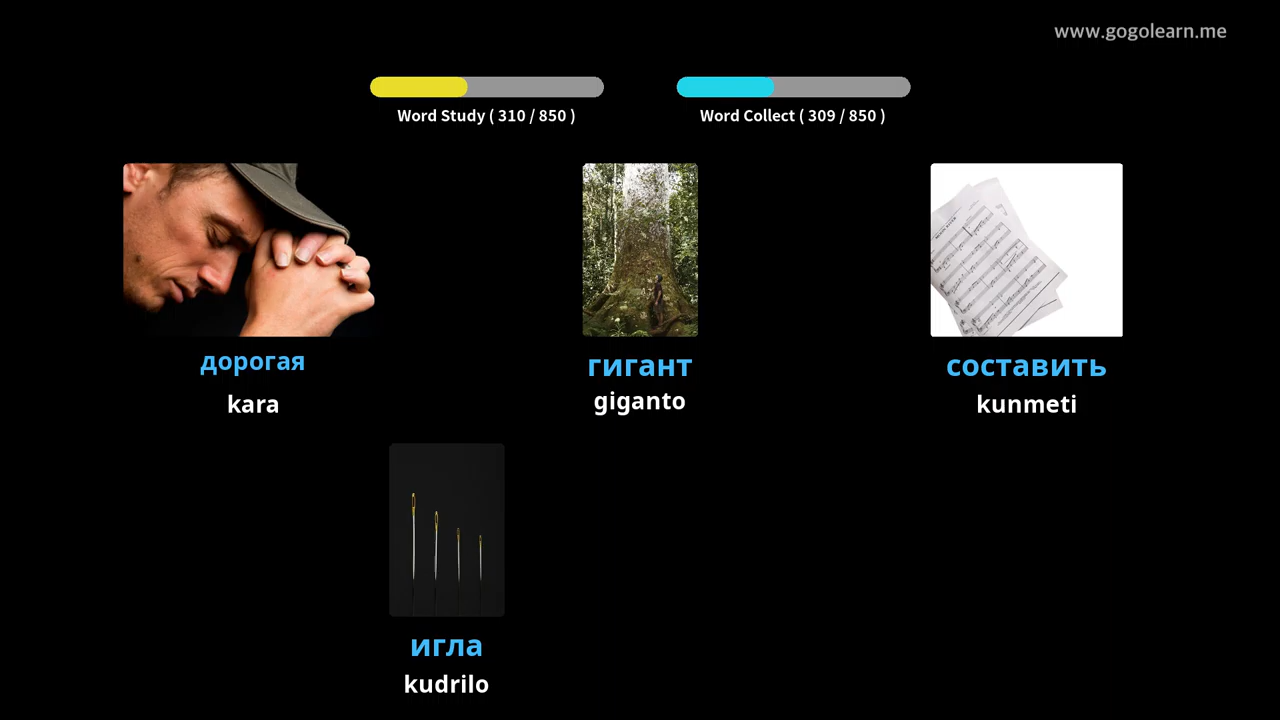 www.gogolearn.me
Word Study ( 310 / 850 )
Word Collect ( 309 / 850 )
дорогая
kara
гигант
giganto
составить
kunmeti
игла
kudrilo